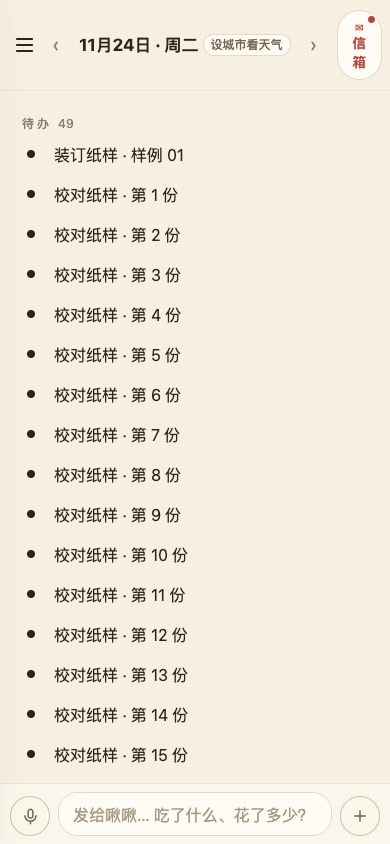 11月24日 · 周二
设城市看天气
信箱
待办 49
装订纸样 · 样例 01
校对纸样 · 第 1 份
校对纸样 · 第 2 份
校对纸样 · 第 3 份
校对纸样 · 第 4 份
校对纸样 · 第 5 份
校对纸样 · 第 6 份
校对纸样 · 第 7 份
校对纸样 · 第 8 份
校对纸样 · 第 9 份
校对纸样 · 第 10 份
校对纸样 · 第 11 份
校对纸样 · 第 12 份
校对纸样 · 第 13 份
校对纸样 · 第 14 份
校对纸样 · 第 15 份
发给啾啾... 吃了什么、花了多少?